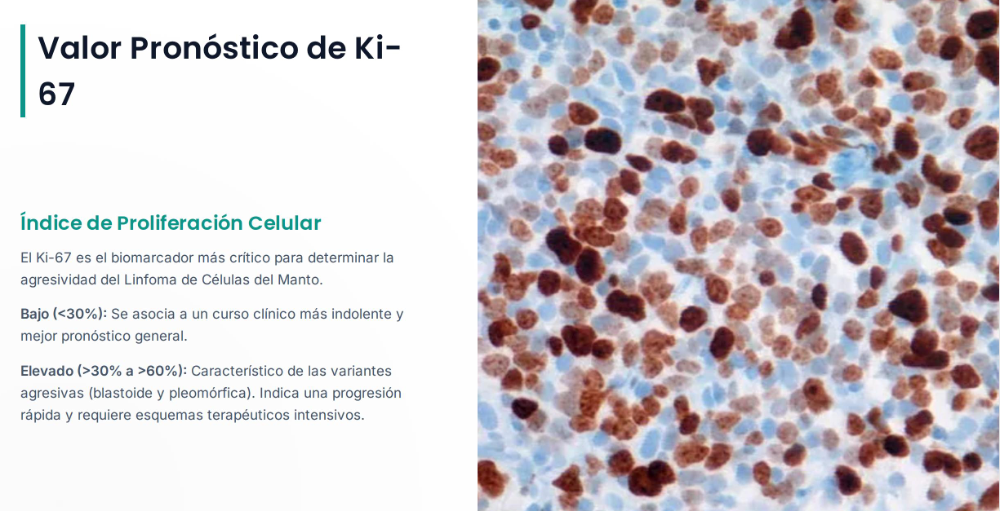 Valor Pronóstico de Ki-
67
Índice de Proliferación Celular
El Ki-67 es el biomarcador más crítico para determinar la
agresividad del Linfoma de Células del Manto.
Bajo (<30%): Se asocia a un curso clínico más indolente y
mejor pronóstico general.
Elevado (>30% a >60%): Característico de las variantes
agresivas (blastoide y pleomórfica). Indica una progresión
rápida y requiere esquemas terapéuticos intensivos.